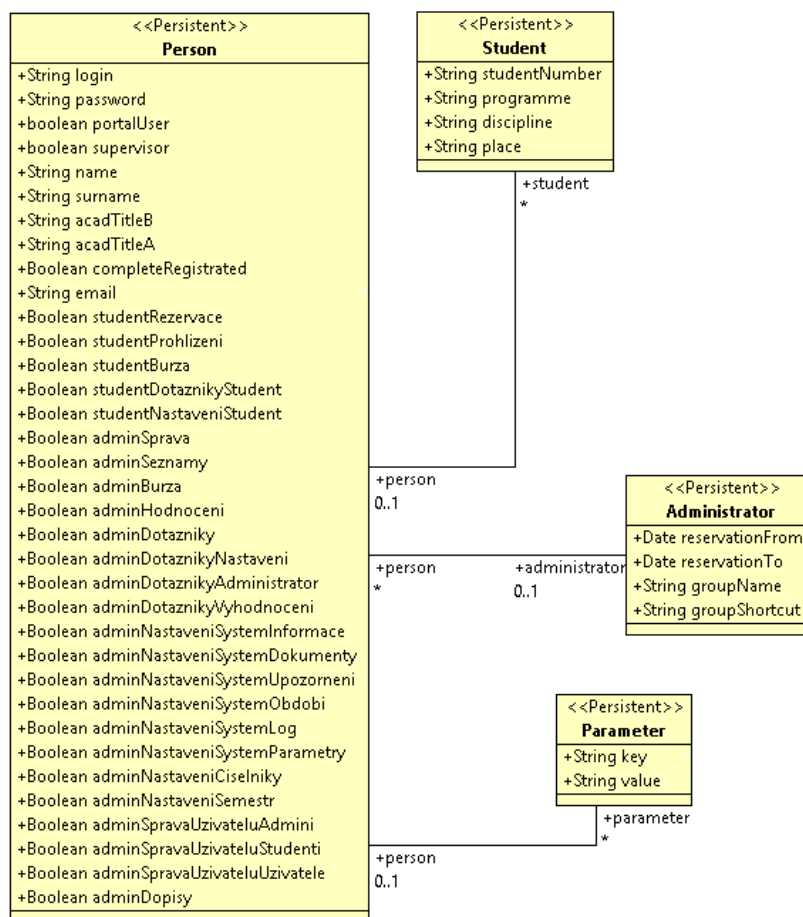 <<Persistent>>
Person
+String login
+String password
+boolean portalUser
+boolean supervisor
+String name
+String surname
+String acadTitleB
+String acadTitleA
+Boolean completeRegistrated
+String email
+Boolean studentRezervace
+Boolean studentProhlizeni
+Boolean studentBurza
+Boolean studentDotaznikyStudent
+Boolean studentNastaveniStudent
+Boolean adminSprava
+Boolean adminSeznamy
+Boolean adminBurza
+Boolean adminHodnoceni
+Boolean adminDotazniky
+Boolean adminDotaznikyNastaveni
+Boolean adminDotaznikyAdministrator
+Boolean adminDotaznikyVyhodnoceni
+Boolean adminNastaveniSystemInformace
+Boolean adminNastaveniSystemDokumenty
+Boolean adminNastaveniSystemUpozorneni
+Boolean adminNastaveniSystemObdobi
+Boolean adminNastaveniSystemLog
+Boolean adminNastaveniSystemParametry
+Boolean adminNastaveniCiselniky
+Boolean adminNastaveniSemestr
+Boolean adminSpravaUzivateluAdmini
+Boolean adminSpravaUzivateluStudenti
+Boolean adminSpravaUzivateluUzivatele
+Boolean adminDopisy
<<Persistent>>
Student
+String studentNumber
+String programme
+String discipline
+String place
+student
*
+person
0..1
<<Persistent>>
Administrator
+Date reservationFrom
+Date reservationTo
+String groupName
+String groupShortcut
+person
*
+administrator
0..1
<<Persistent>>
Parameter
+String key
+String value
+parameter
*
+person
0..1